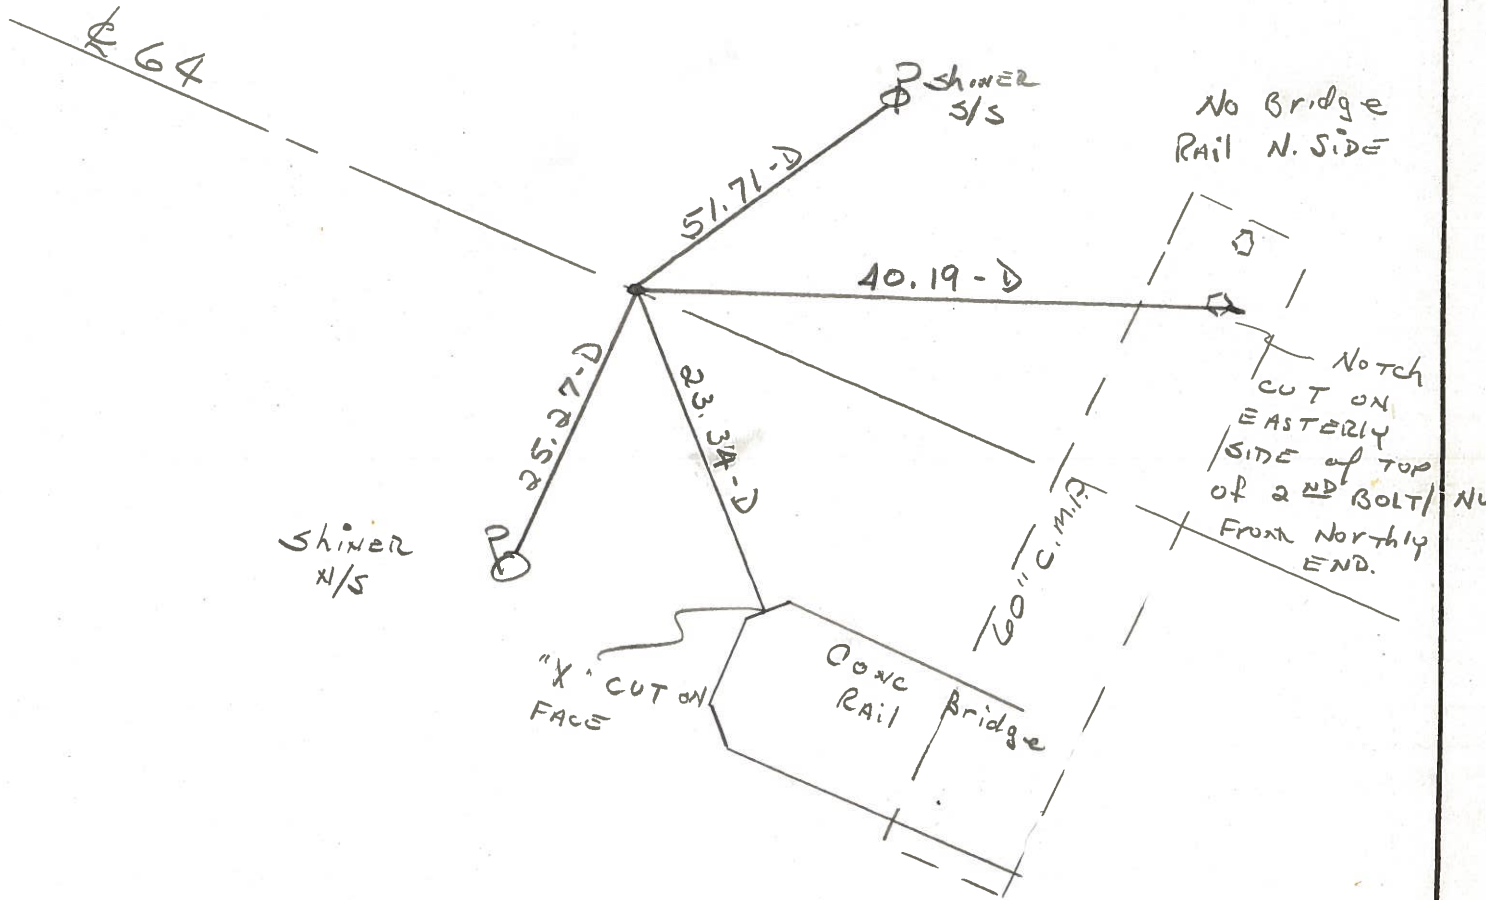 ℄ 64
Shiner
S/S
No Bridge
Rail N. Side
51.71-D
40.19-D
25.27-D
23.34-D
Notch
cut on
Easterly
side of top
of 2ND Bolt/Nu
From Northly
End.
60" C.M.P.
Shiner
N/S
"X" cut on
Face
Conc
Rail
Bridge